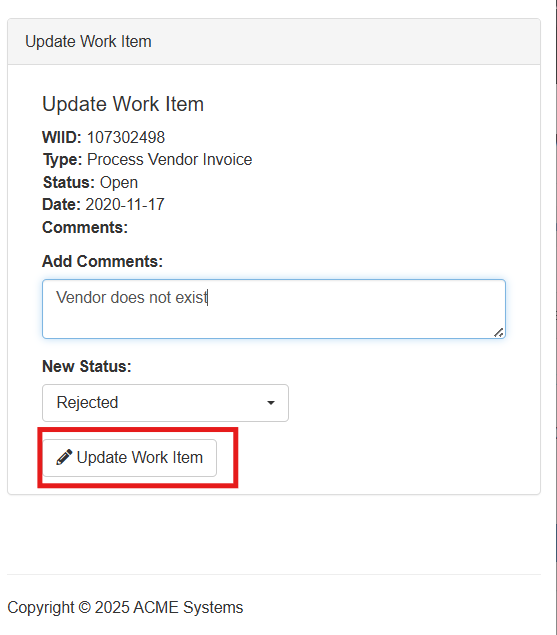 Update Work Item
Update Work Item
WIID: 107302498
Type: Process Vendor Invoice
Status: Open
Date: 2020-11-17
Comments:
Add Comments:
Vendor does not exist
New Status:
Rejected
Update Work Item
Copyright © 2025 ACME Systems